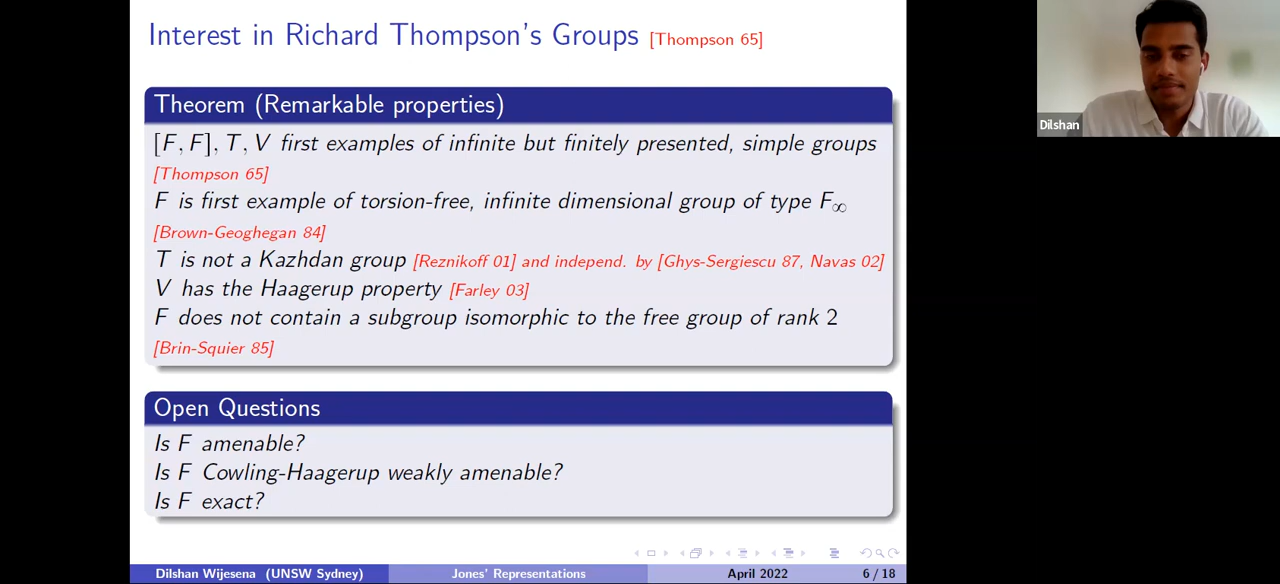 Interest in Richard Thompson's Groups [Thompson 65]
Theorem (Remarkable properties)
[F, F], T, V first examples of infinite but finitely presented, simple groups
[Thompson 65]
F is first example of torsion-free, infinite dimensional group of type F∞
[Brown-Geoghegan 84]
T is not a Kazhdan group [Reznikoff 01] and independ. by [Ghys-Sergiescu 87, Navas 02]
V has the Haagerup property [Farley 03]
F does not contain a subgroup isomorphic to the free group of rank 2
[Brin-Squier 85]
Open Questions
Is F amenable?
Is F Cowling-Haagerup weakly amenable?
Is F exact?
Dilshan Wijesena (UNSW Sydney) Jones' Representations April 2022 6 / 18
Dilshan